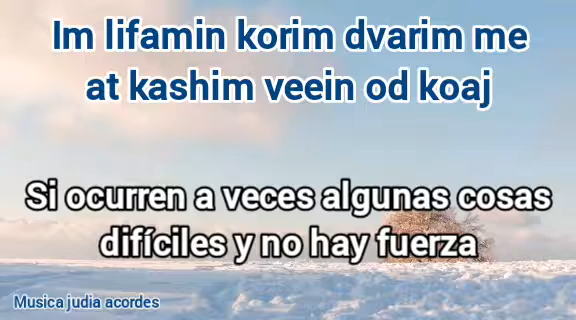 Im lifamin korim dvarim me
at kashim veein od koaj
Si ocurren a veces algunas cosas
difíciles y no hay fuerza
Musica judia acordes